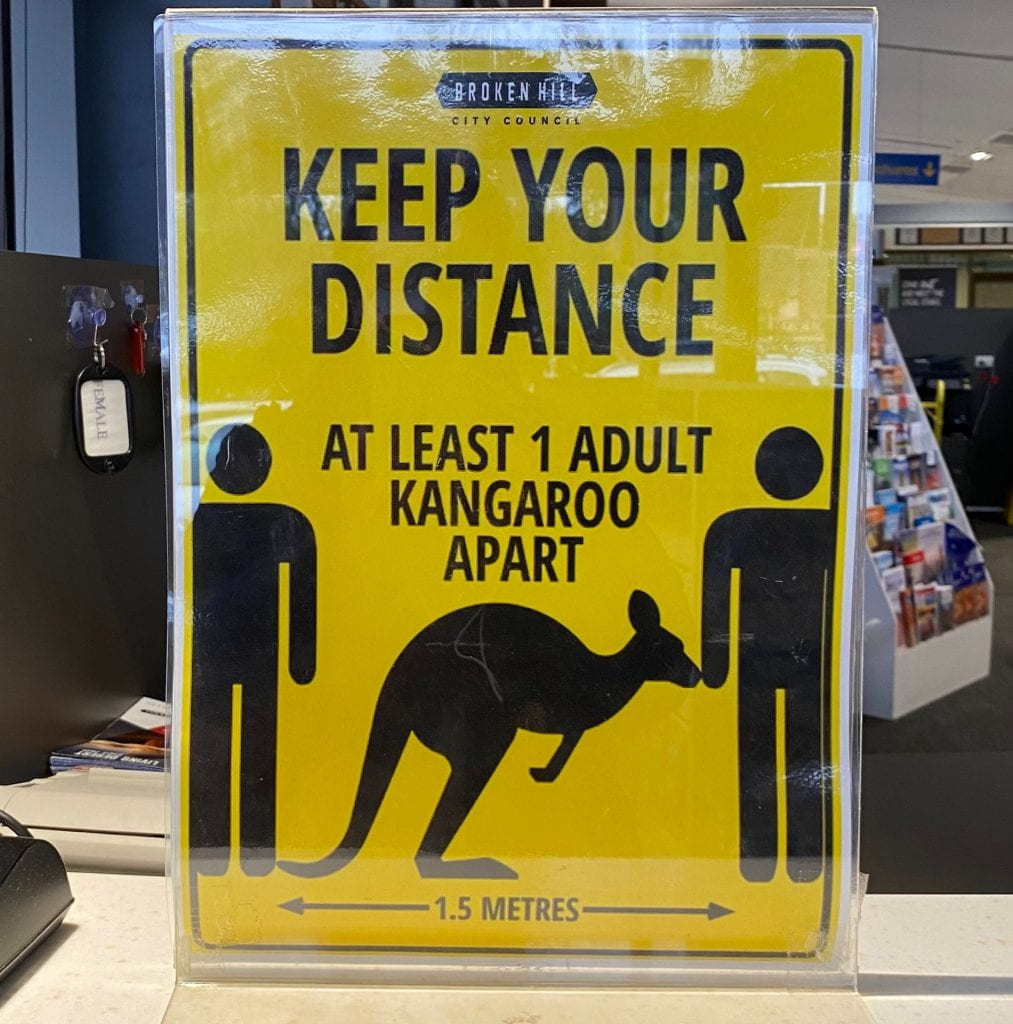 BROKEN HILL
CITY COUNCIL
KEEP YOUR
DISTANCE
AT LEAST 1 ADULT
KANGAROO
APART
1.5 METRES
FEMALE